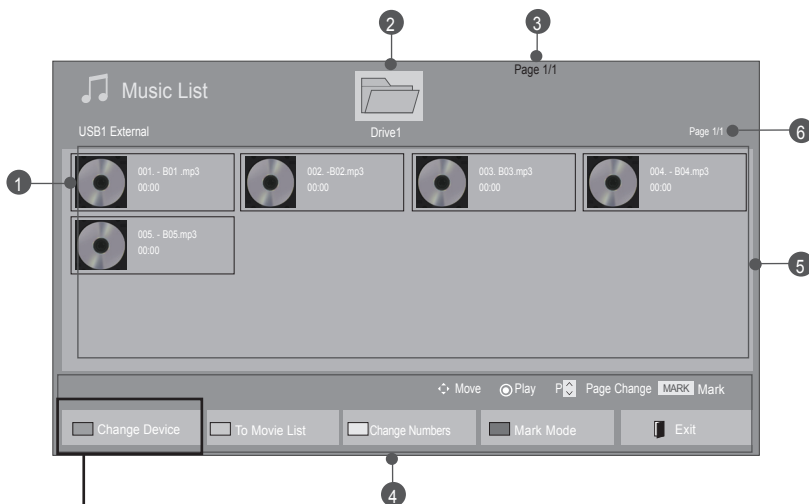 2
3
Page 1/1
Music List
USB1 External
Drive1
Page 1/1
6
1
001. - B01 .mp3
00:00
002. -B02.mp3
00:00
003. B03.mp3
00:00
004. - B04.mp3
00:00
005. - B05.mp3
00:00
5
Move Play P Page Change MARK Mark
Change Device To Movie List Change Numbers Mark Mode Exit
4